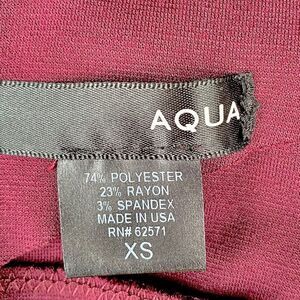 AQUA
74% POLYESTER
23% RAYON
3% SPANDEX
MADE IN USA
RN# 62571
XS